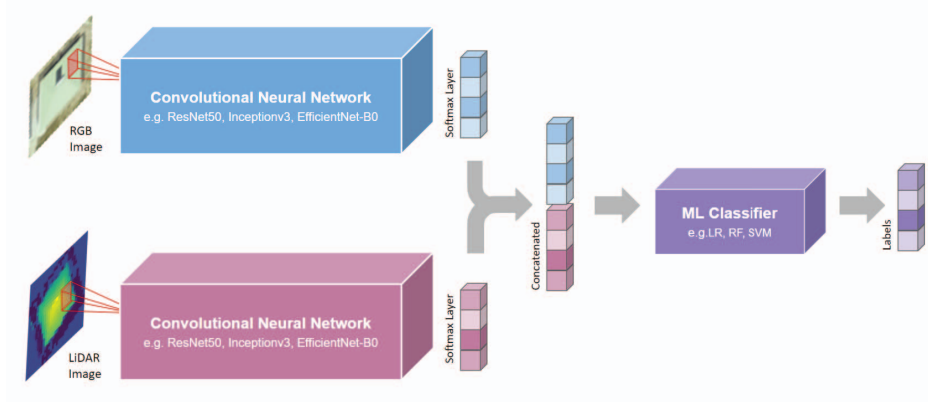 RGB
Image
Convolutional Neural Network
e.g. ResNet50, Inceptionv3, EfficientNet-B0
Softmax Layer
LiDAR
Image
Convolutional Neural Network
e.g. ResNet50, Inceptionv3, EfficientNet-B0
Softmax Layer
Concatenated
ML Classifier
e.g.LR, RF, SVM
Labels